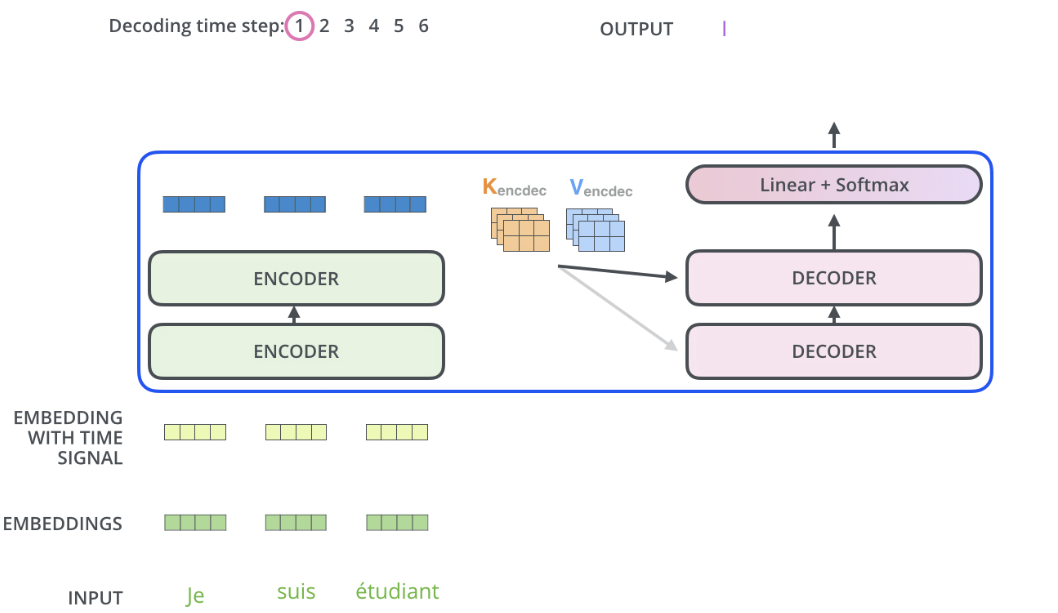 Decoding time step: 1 2 3 4 5 6
OUTPUT I
Kencdec Vencdec
Linear + Softmax
ENCODER
DECODER
ENCODER
DECODER
EMBEDDING
WITH TIME
SIGNAL
EMBEDDINGS
INPUT Je suis étudiant